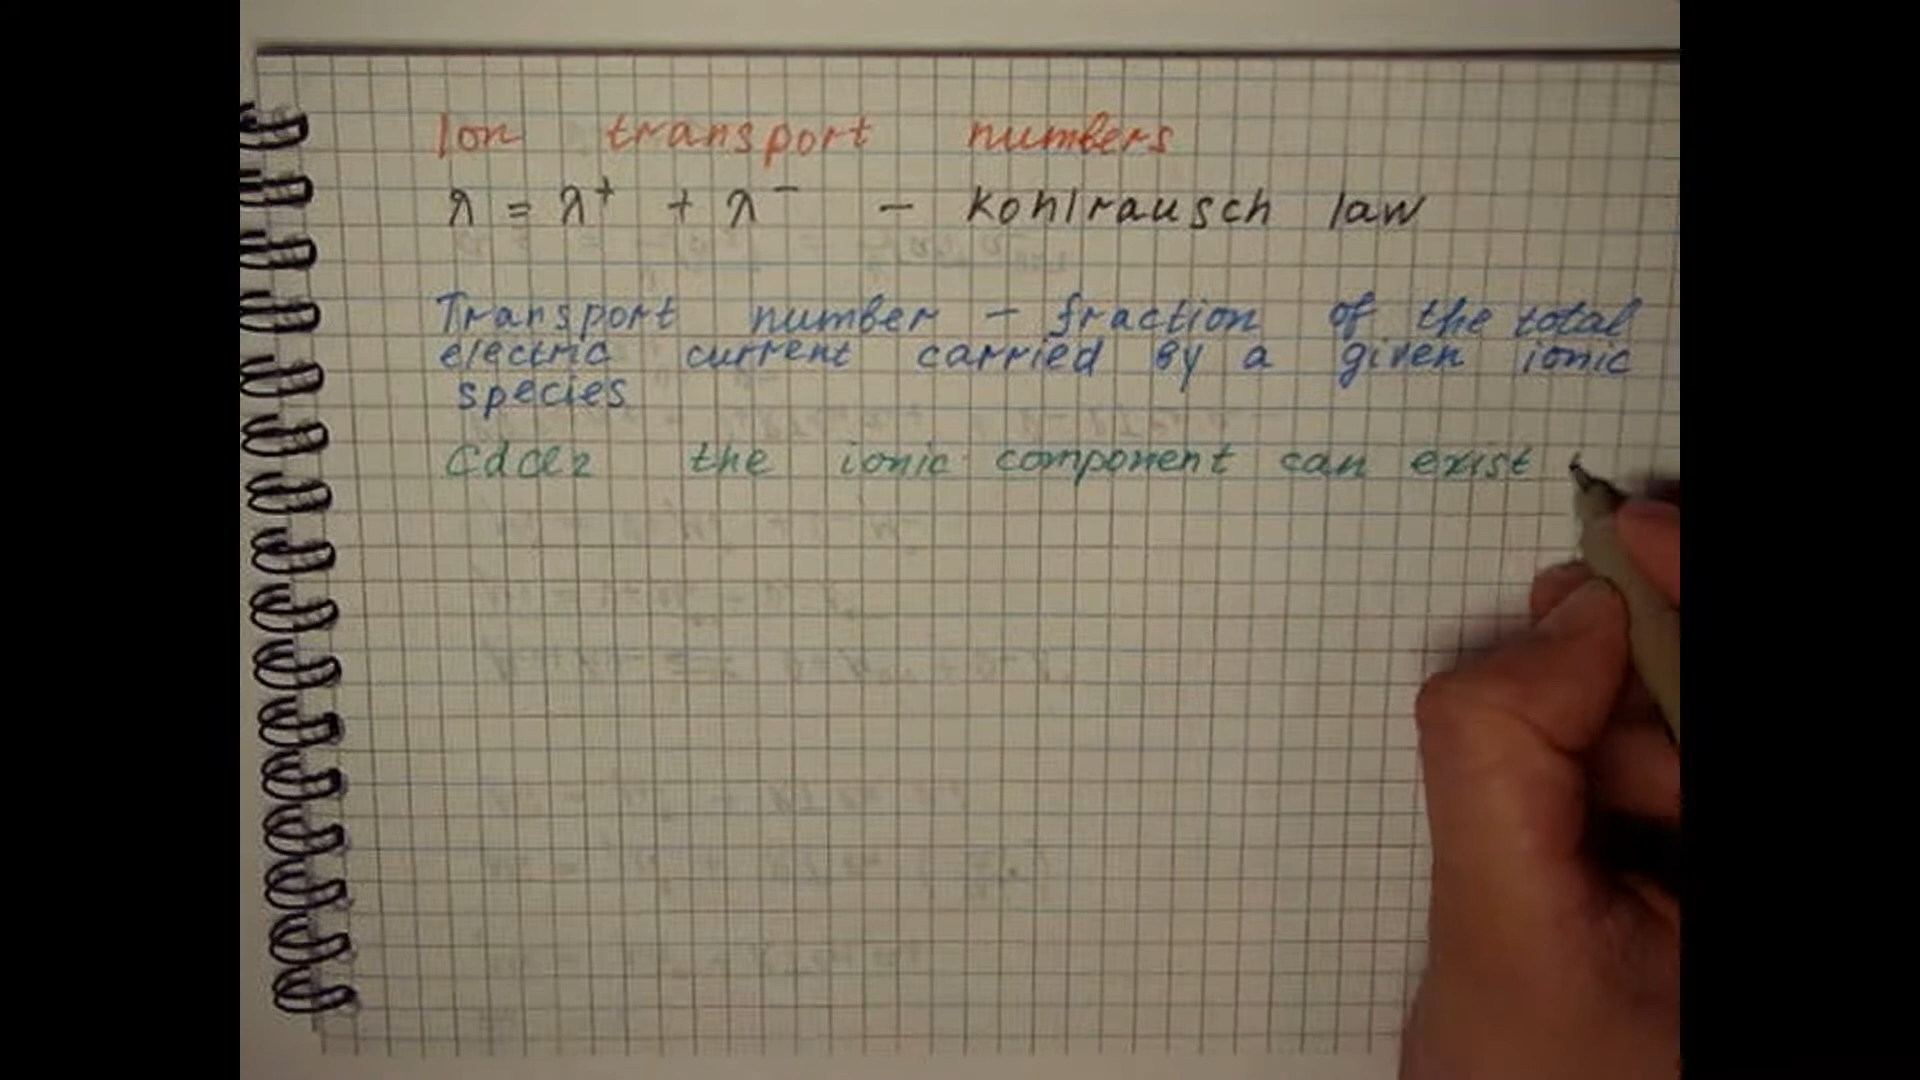 Ion transport numbers
λ = λ⁺ + λ⁻ - Kohlrausch law
Transport number - fraction of the total
electric current carried by a given ionic
species
CdCl₂ the ionic component can exist